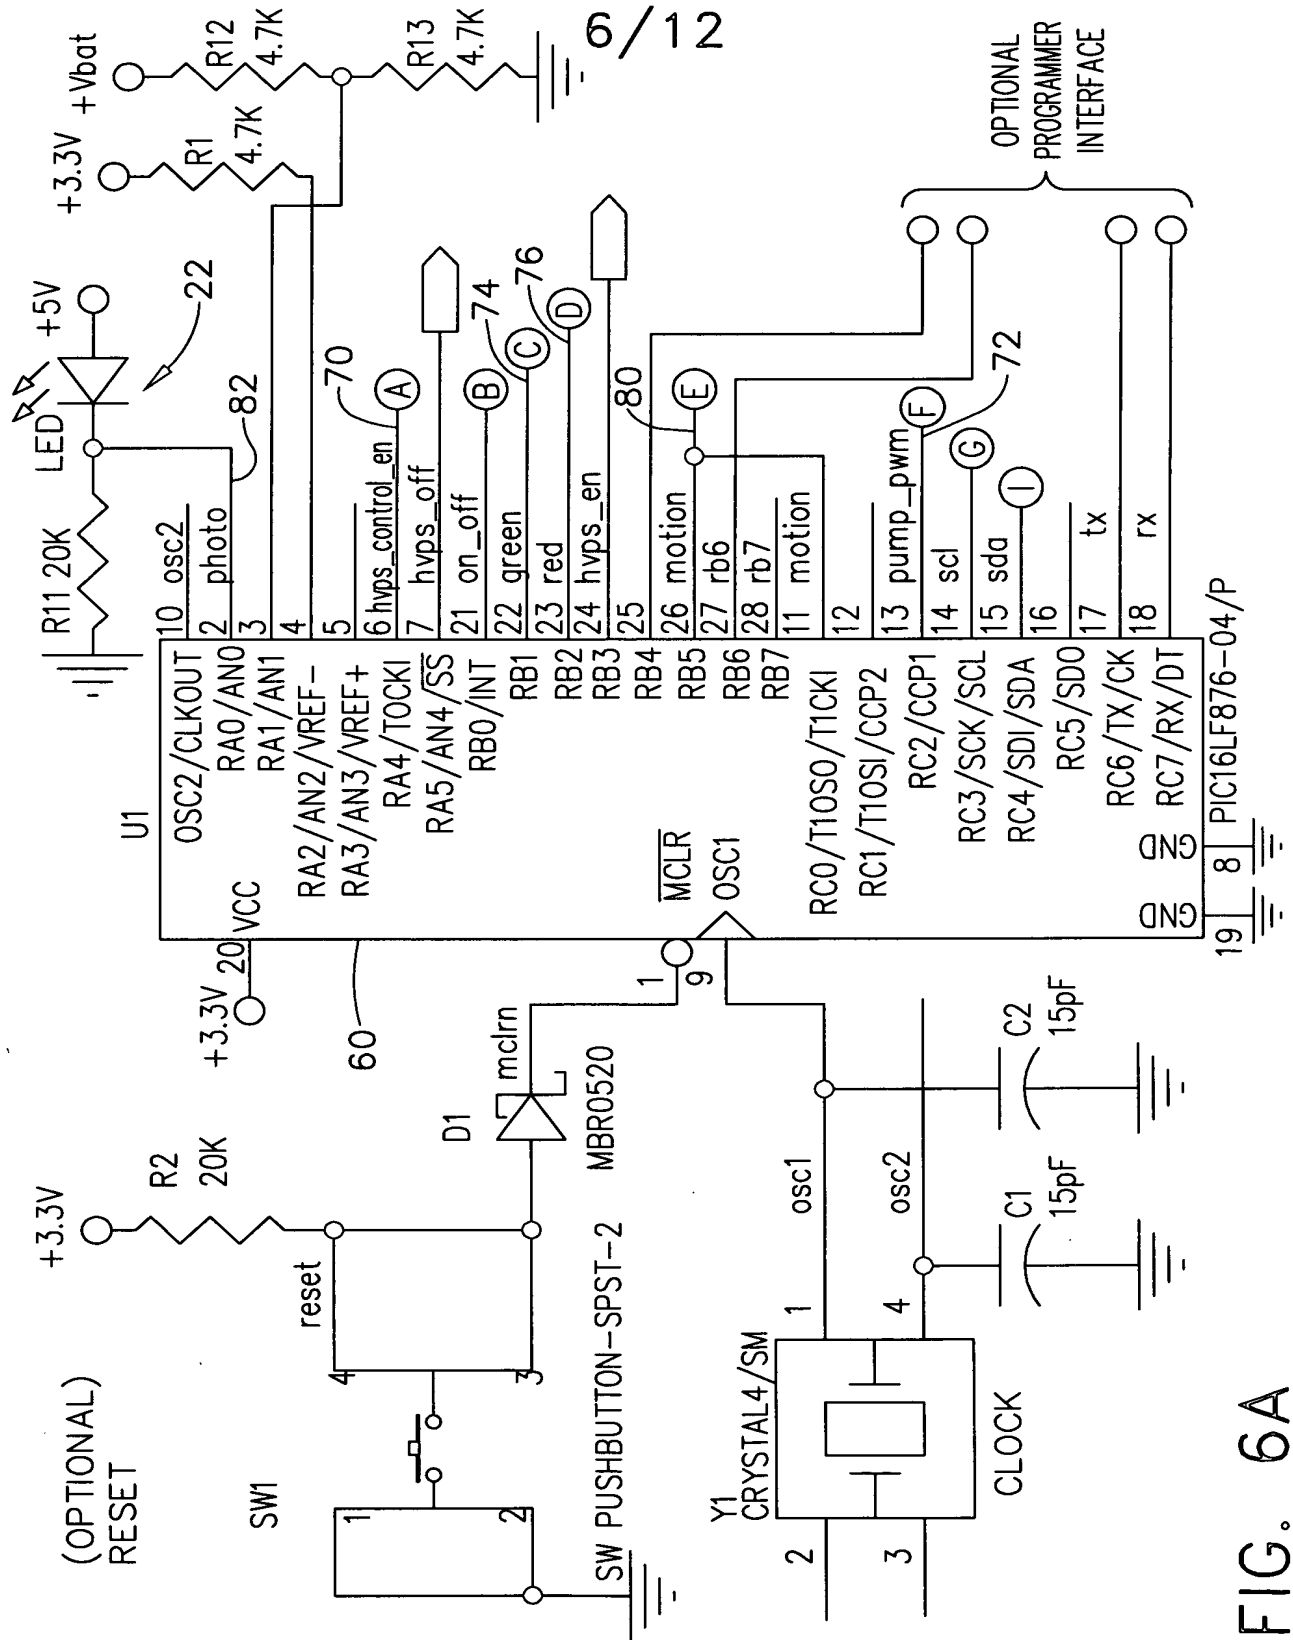 6/12
(OPTIONAL)
RESET
+3.3V
R2
20K
reset
SW1
1
2
4
3
SW PUSHBUTTON-SPST-2
D1
mclrn
MBR0520
+3.3V
20
VCC
60
1
9
MCLR
OSC1
Y1
CRYSTAL4/SM
2
3
1
4
osc1
osc2
CLOCK
C1
15pF
C2
15pF
U1
OSC2/CLKOUT
RA0/AN0
RA1/AN1
RA2/AN2/VREF-
RA3/AN3/VREF+
RA4/TOCKI
RA5/AN4/SS
RB0/INT
RB1
RB2
RB3
RB4
RB5
RB6
RB7
RC0/T1OSO/T1CKI
RC1/T1OSI/CCP2
RC2/CCP1
RC3/SCK/SCL
RC4/SDI/SDA
RC5/SDO
RC6/TX/CK
RC7/RX/DT
GND
19
GND
8
PIC16LF876-04/P
10 osc2
2 photo
3
4
5
6 hvps_control_en
7 hvps_off
21 on_off
22 green
23 red
24 hvps_en
25
26 motion
27 rb6
28 rb7
11 motion
12
13 pump_pwm
14 scl
15 sda
16
17 tx
18 rx
R11 20K
LED
+5V
22
82
+3.3V
R1
4.7K
+Vbat
R12
4.7K
R13
4.7K
70
A
B
74
C
76
D
80
E
F
72
G
I
OPTIONAL
PROGRAMMER
INTERFACE
FIG. 6A